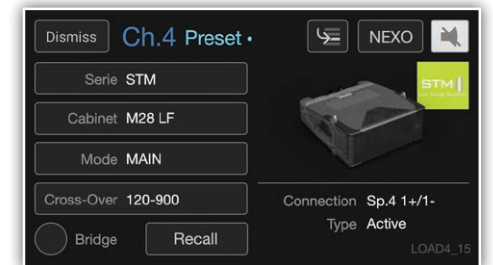 Dismiss Ch.4 Preset • NEXO
Serie STM
STM
Cabinet M28 LF
Mode MAIN
Cross-Over 120-900
Connection Sp.4 1+/1-
Bridge Recall
Type Active
LOAD4_15